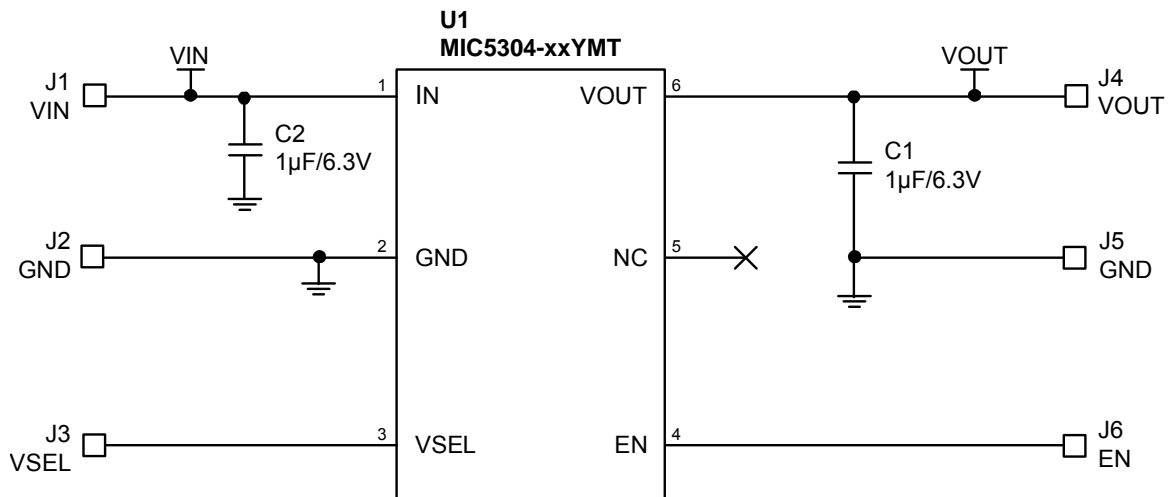 U1
MIC5304-xxYMT
VIN
VOUT
J1
VIN
1
IN
VOUT
6
J4
VOUT
C2
1µF/6.3V
C1
1µF/6.3V
J2
GND
2
GND
NC
5
J5
GND
J3
VSEL
3
VSEL
EN
4
J6
EN